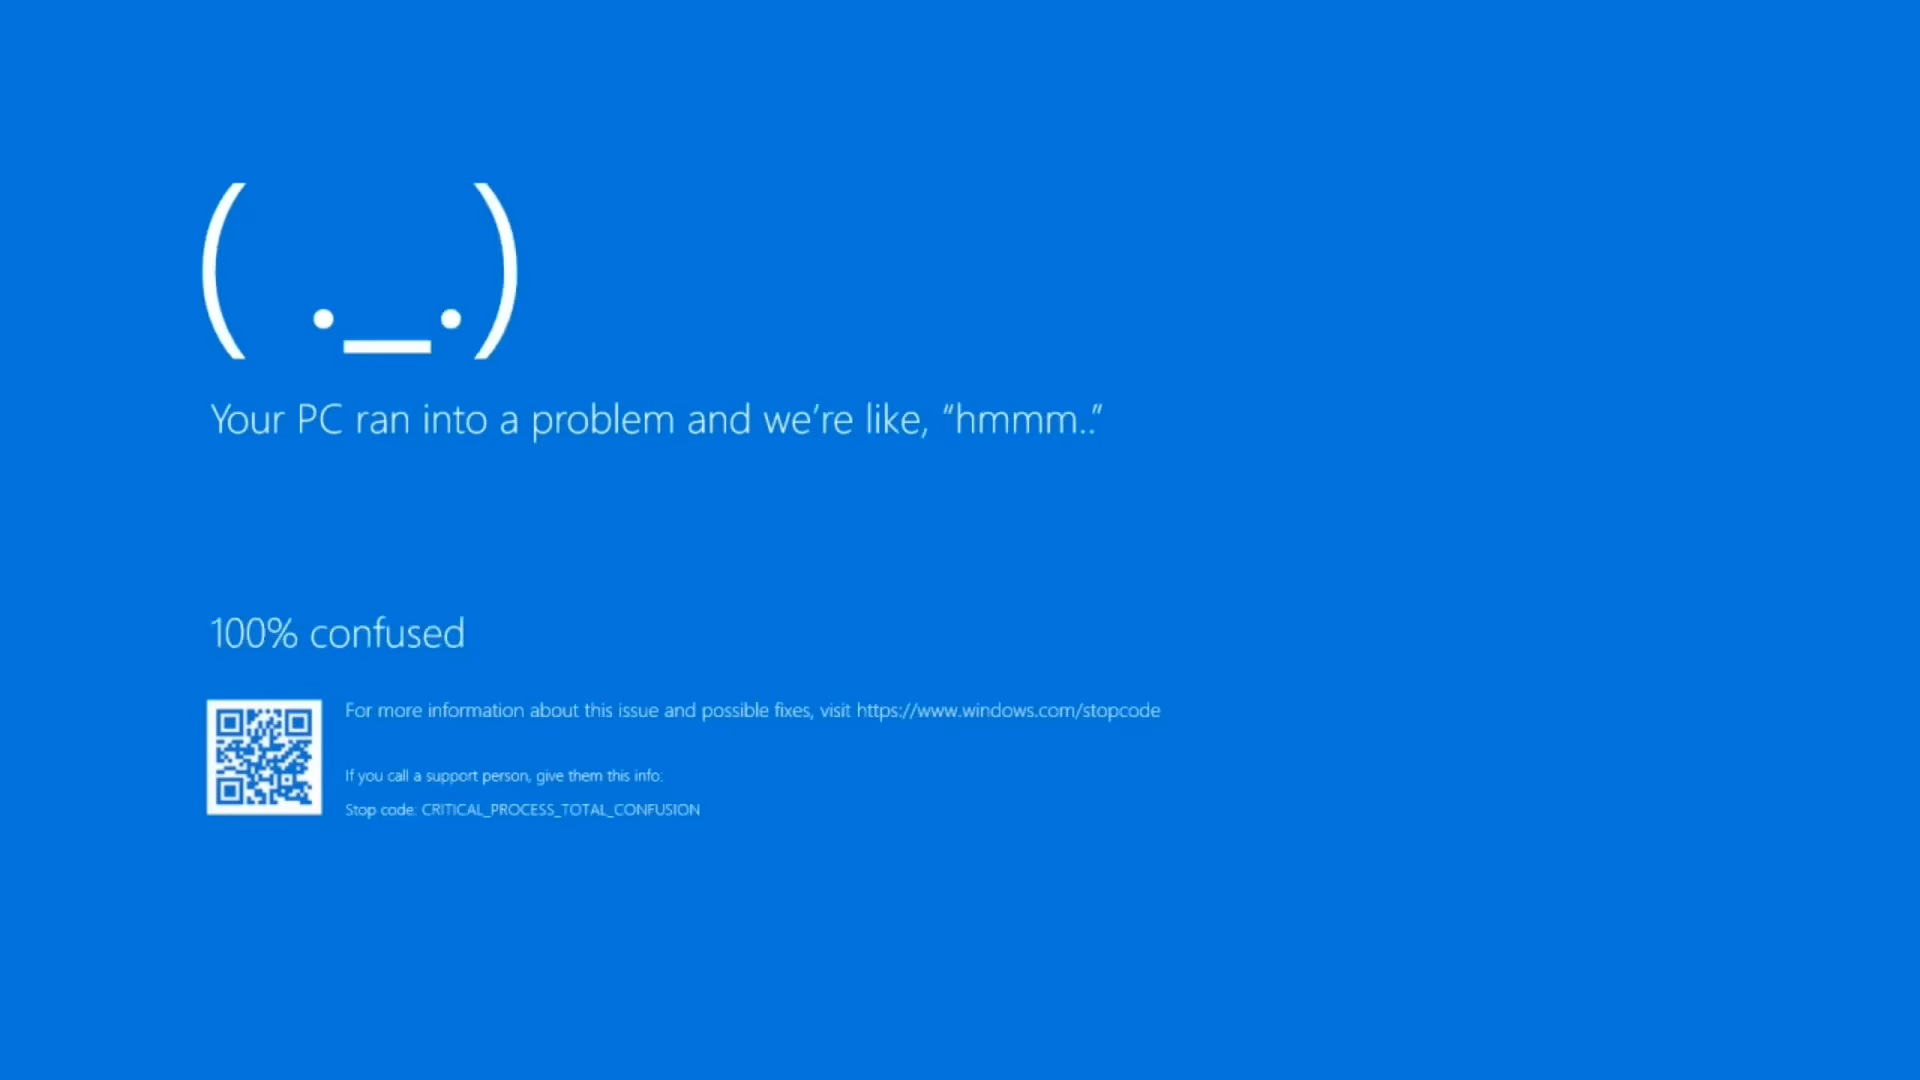 ( ._.)
Your PC ran into a problem and we’re like, “hmmm..”
100% confused
For more information about this issue and possible fixes, visit https://www.windows.com/stopcode
If you call a support person, give them this info:
Stop code: CRITICAL_PROCESS_TOTAL_CONFUSION